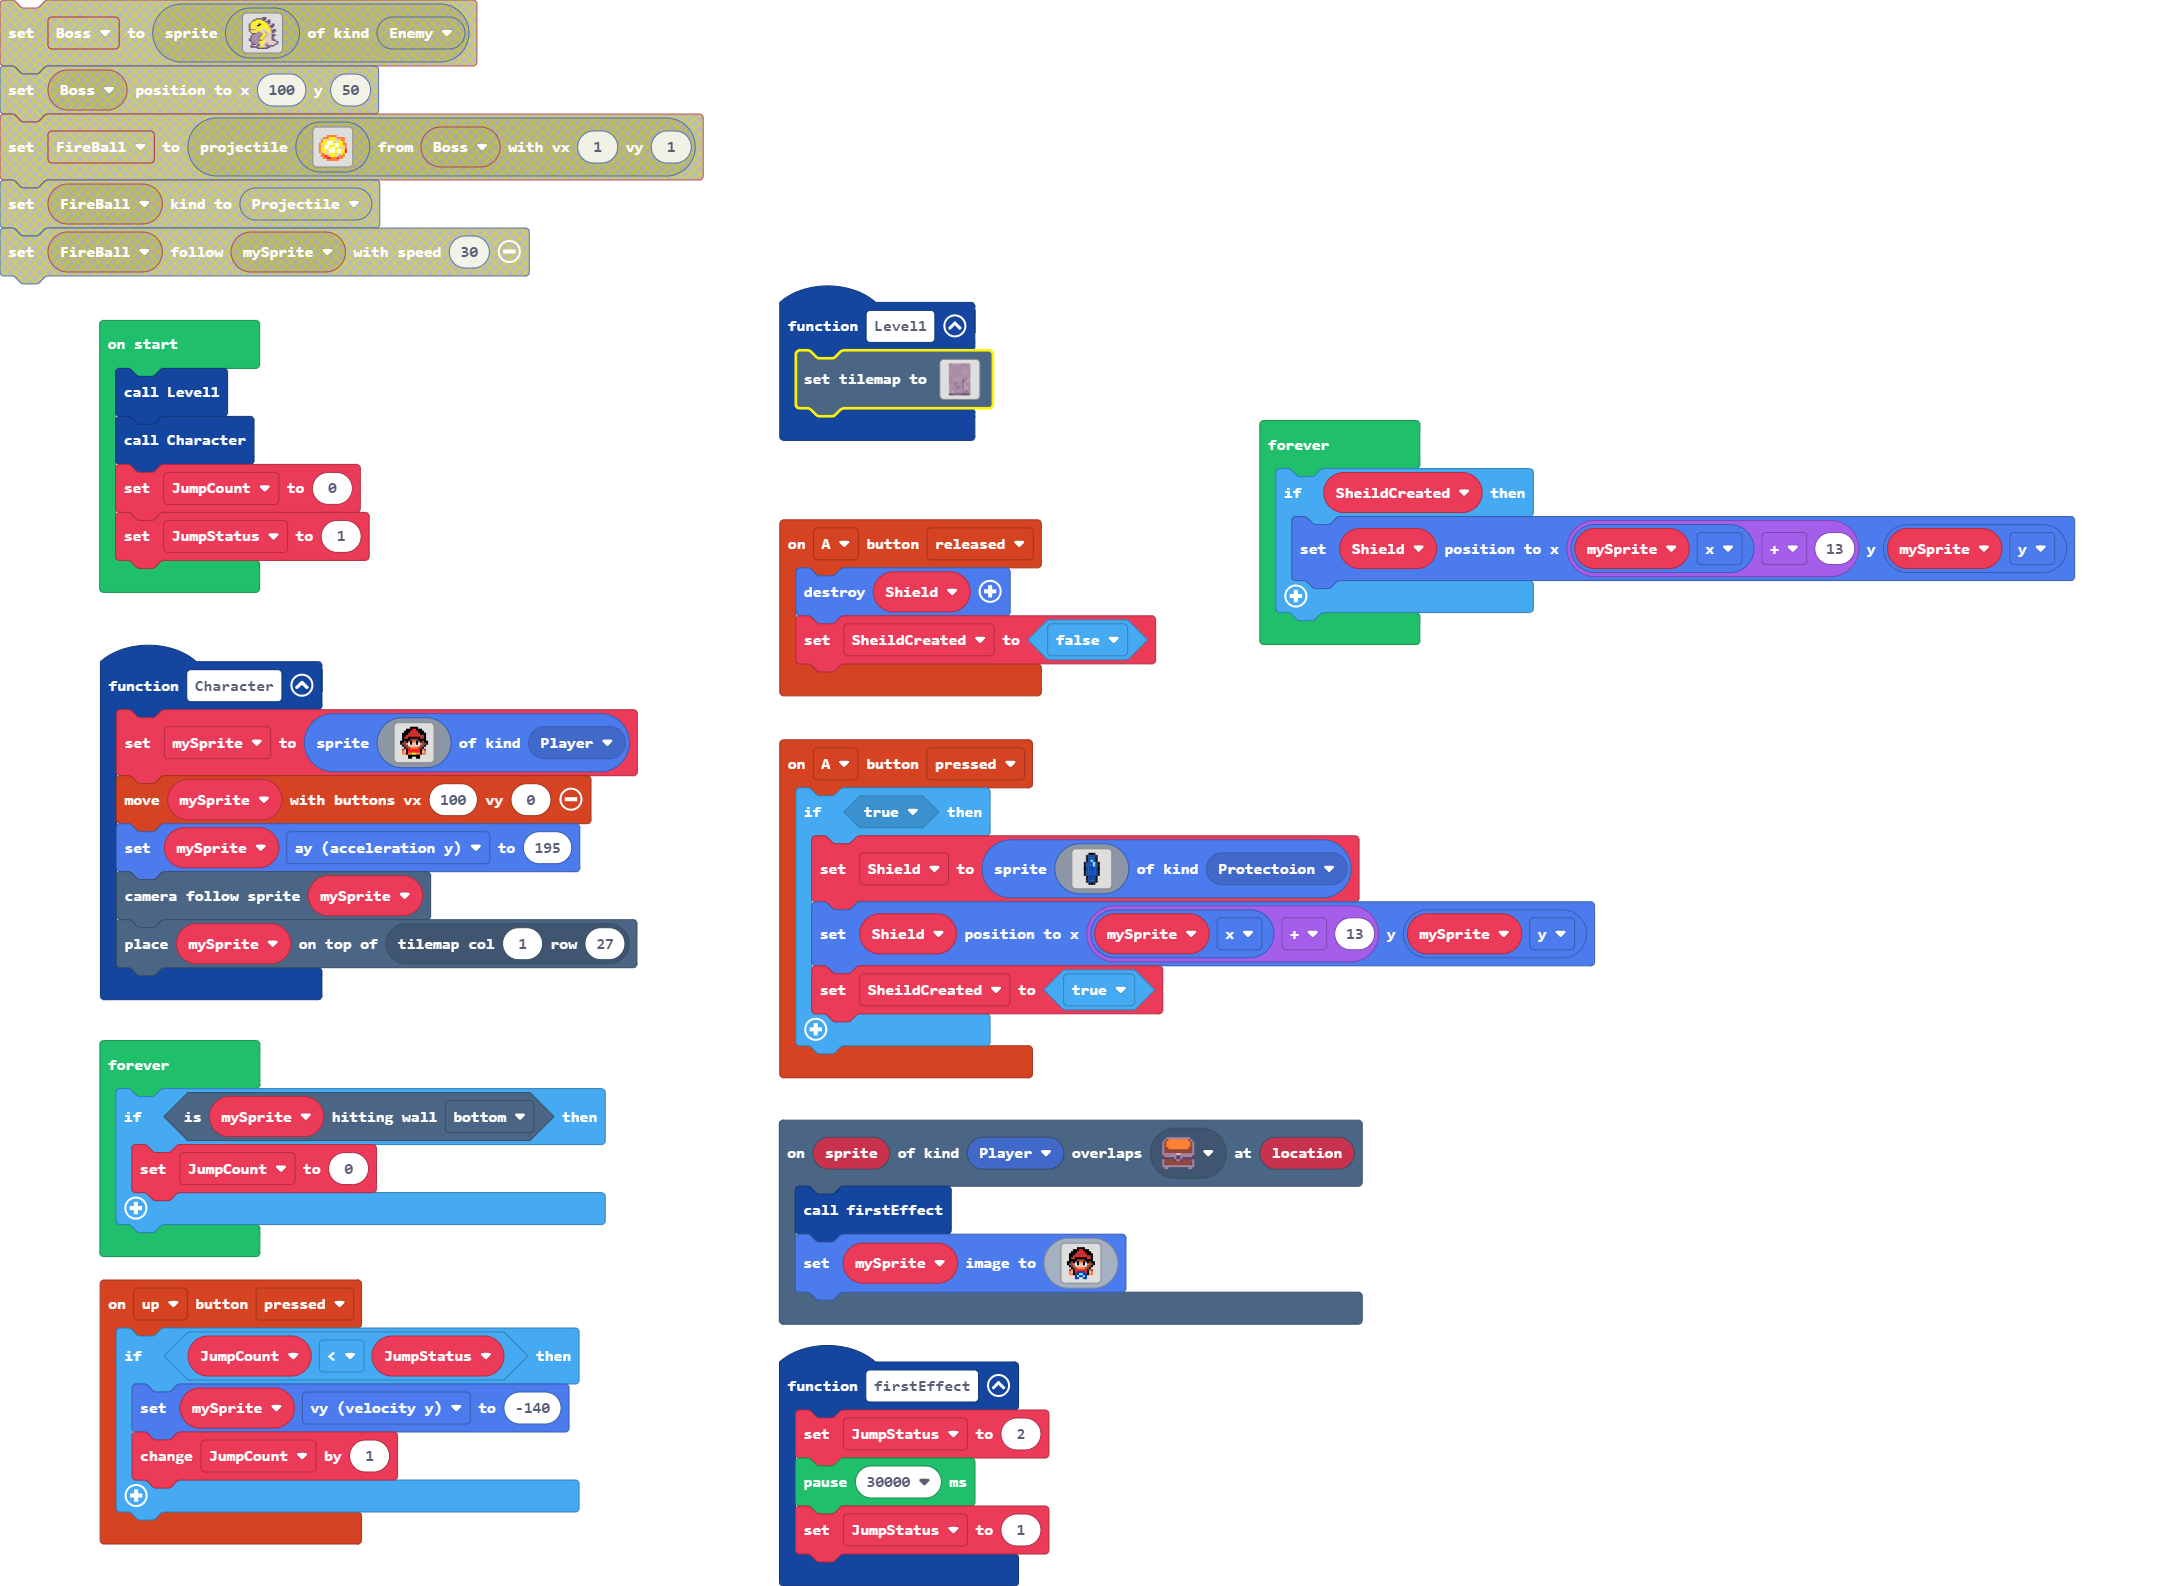 set Boss to sprite of kind Enemy
set Boss position to x 100 y 50
set FireBall to projectile from Boss with vx 1 vy 1
set FireBall kind to Projectile
set FireBall follow mySprite with speed 30
on start
call Level1
call Character
set JumpCount to 0
set JumpStatus to 1
function Character
set mySprite to sprite of kind Player
move mySprite with buttons vx 100 vy 0
set mySprite ay (acceleration y) to 195
camera follow sprite mySprite
place mySprite on top of tilemap col 1 row 27
forever
if is mySprite hitting wall bottom then
set JumpCount to 0
on up button pressed
if JumpCount < JumpStatus then
set mySprite vy (velocity y) to -140
change JumpCount by 1
function Level1
set tilemap to
on A button released
destroy Shield
set SheildCreated to false
on A button pressed
if true then
set Shield to sprite of kind Protectoion
set Shield position to x mySprite x + 13 y mySprite y
set SheildCreated to true
on sprite of kind Player overlaps at location
call firstEffect
set mySprite image to
function firstEffect
set JumpStatus to 2
pause 30000 ms
set JumpStatus to 1
forever
if SheildCreated then
set Shield position to x mySprite x + 13 y mySprite y